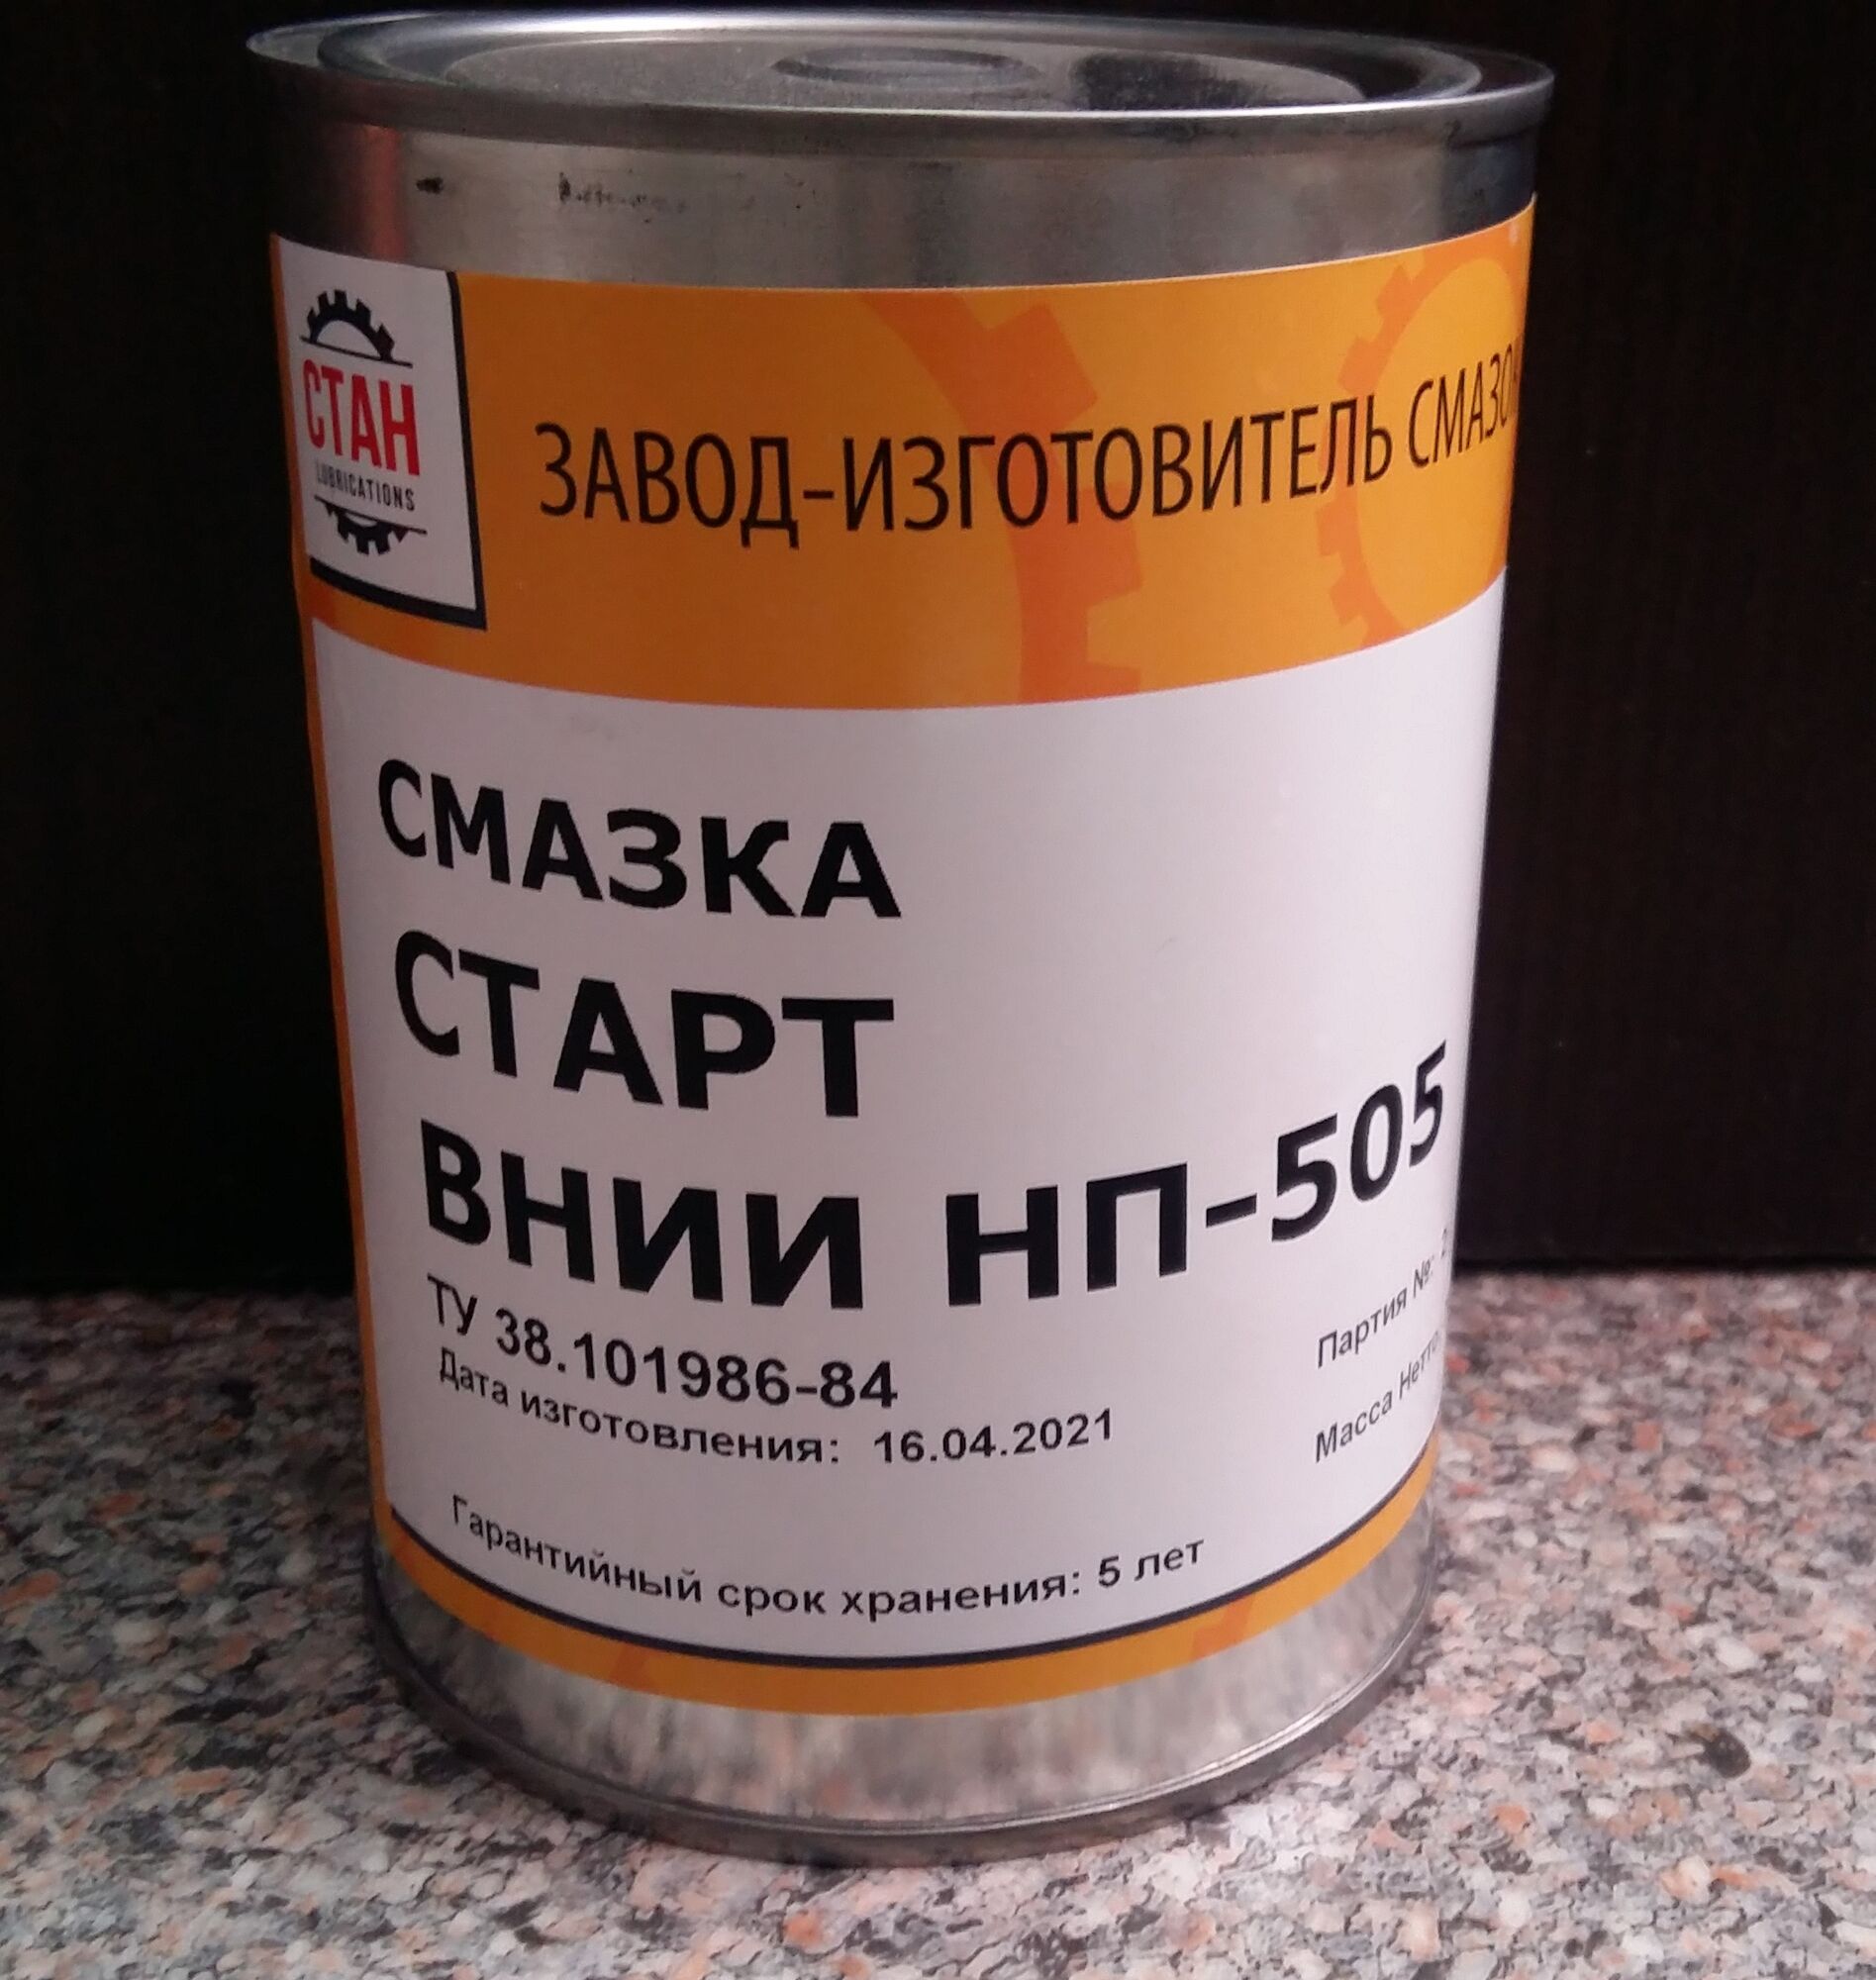 СТАН
LUBRICATIONS
ЗАВОД-ИЗГОТОВИТЕЛЬ
СМАЗКА
СТАРТ
ВНИИ НП-505
ТУ 38.101986-84
Партия №:
Дата изготовления: 16.04.2021
Масса
Гарантийный срок хранения: 5 лет